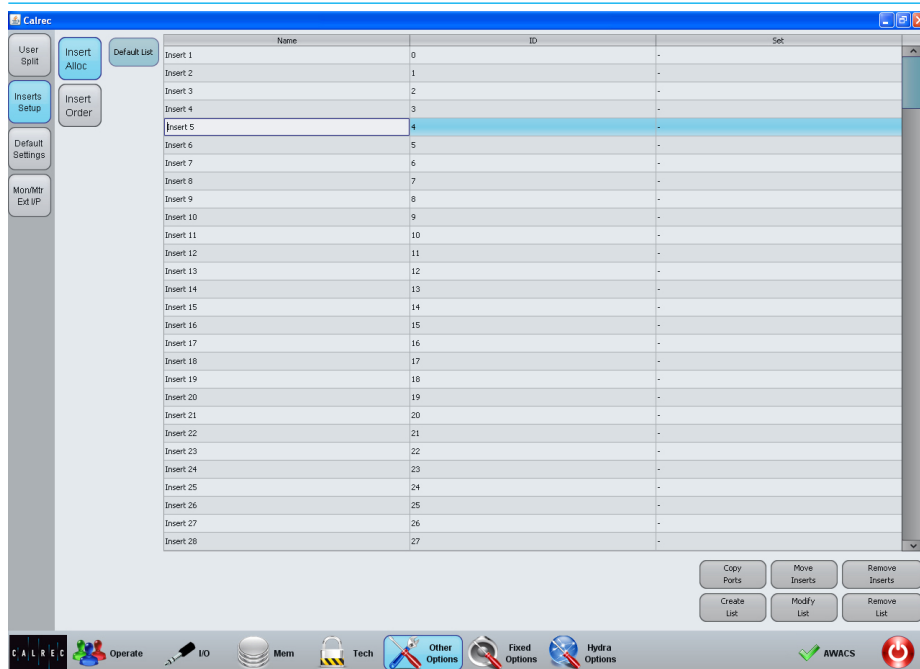 Calrec
User Split
Inserts Setup
Default Settings
Mon/Mtr Ext I/P
Insert Alloc
Insert Order
Default List
Name ID Set
Insert 1 0 -
Insert 2 1 -
Insert 3 2 -
Insert 4 3 -
Insert 5 4 -
Insert 6 5 -
Insert 7 6 -
Insert 8 7 -
Insert 9 8 -
Insert 10 9 -
Insert 11 10 -
Insert 12 11 -
Insert 13 12 -
Insert 14 13 -
Insert 15 14 -
Insert 16 15 -
Insert 17 16 -
Insert 18 17 -
Insert 19 18 -
Insert 20 19 -
Insert 21 20 -
Insert 22 21 -
Insert 23 22 -
Insert 24 23 -
Insert 25 24 -
Insert 26 25 -
Insert 27 26 -
Insert 28 27 -
Copy Ports
Move Inserts
Remove Inserts
Create List
Modify List
Remove List
CALREC Operate I/O Mem Tech Other Options Fixed Options Hydra Options AWACS